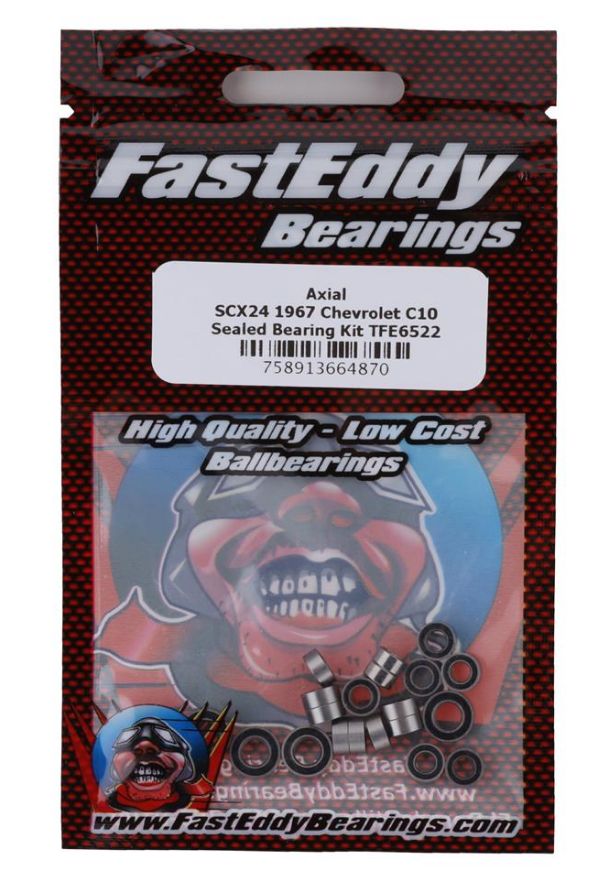 FastEddy
Bearings
Axial
SCX24 1967 Chevrolet C10
Sealed Bearing Kit TFE6522
758913664870
High Quality - Low Cost
Ballbearings
www.FastEddyBearings.com